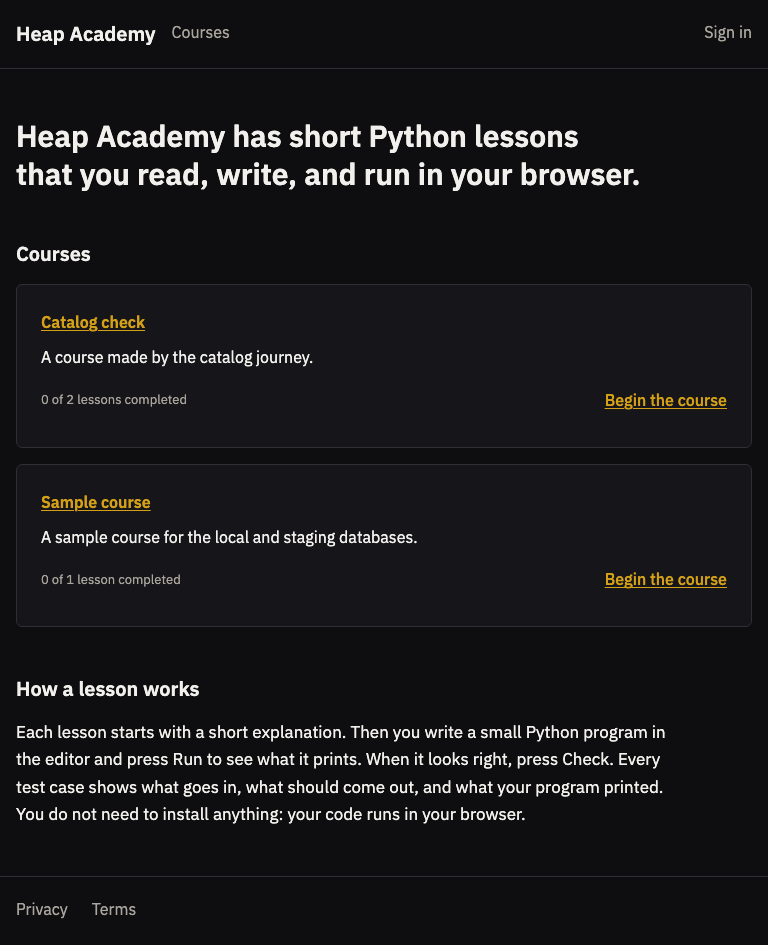 Heap Academy Courses Sign in
Heap Academy has short Python lessons
that you read, write, and run in your browser.
Courses
Catalog check
A course made by the catalog journey.
0 of 2 lessons completed Begin the course
Sample course
A sample course for the local and staging databases.
0 of 1 lesson completed Begin the course
How a lesson works
Each lesson starts with a short explanation. Then you write a small Python program in
the editor and press Run to see what it prints. When it looks right, press Check. Every
test case shows what goes in, what should come out, and what your program printed.
You do not need to install anything: your code runs in your browser.
Privacy Terms